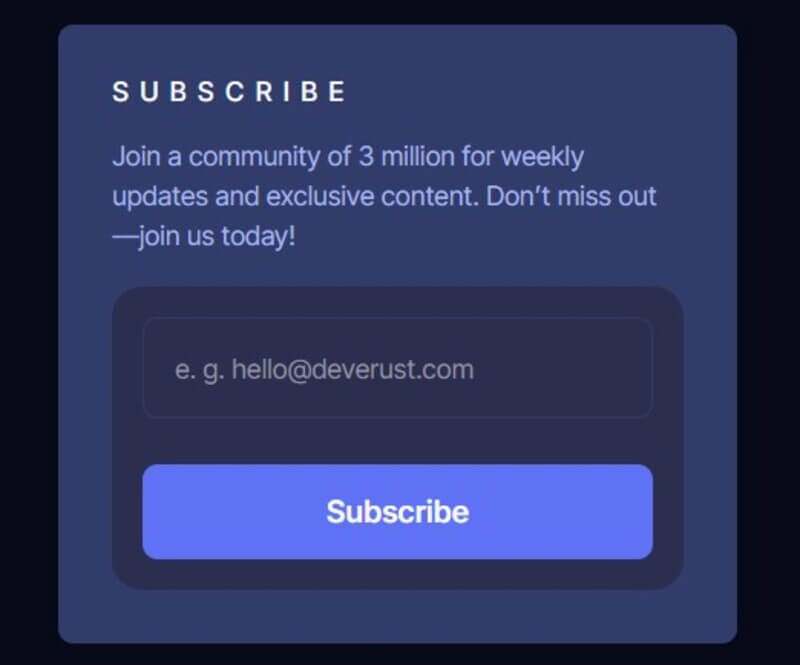 SUBSCRIBE
Join a community of 3 million for weekly
updates and exclusive content. Don’t miss out
—join us today!
e. g. hello@deverust.com
Subscribe